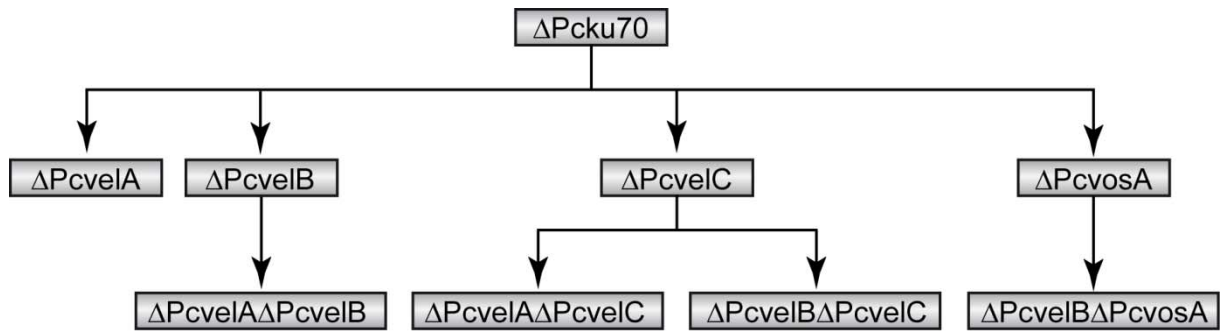 ΔPcku70
ΔPcvelA
ΔPcvelB
ΔPcvelC
ΔPcvosA
ΔPcvelAΔPcvelB
ΔPcvelAΔPcvelC
ΔPcvelBΔPcvelC
ΔPcvelBΔPcvosA